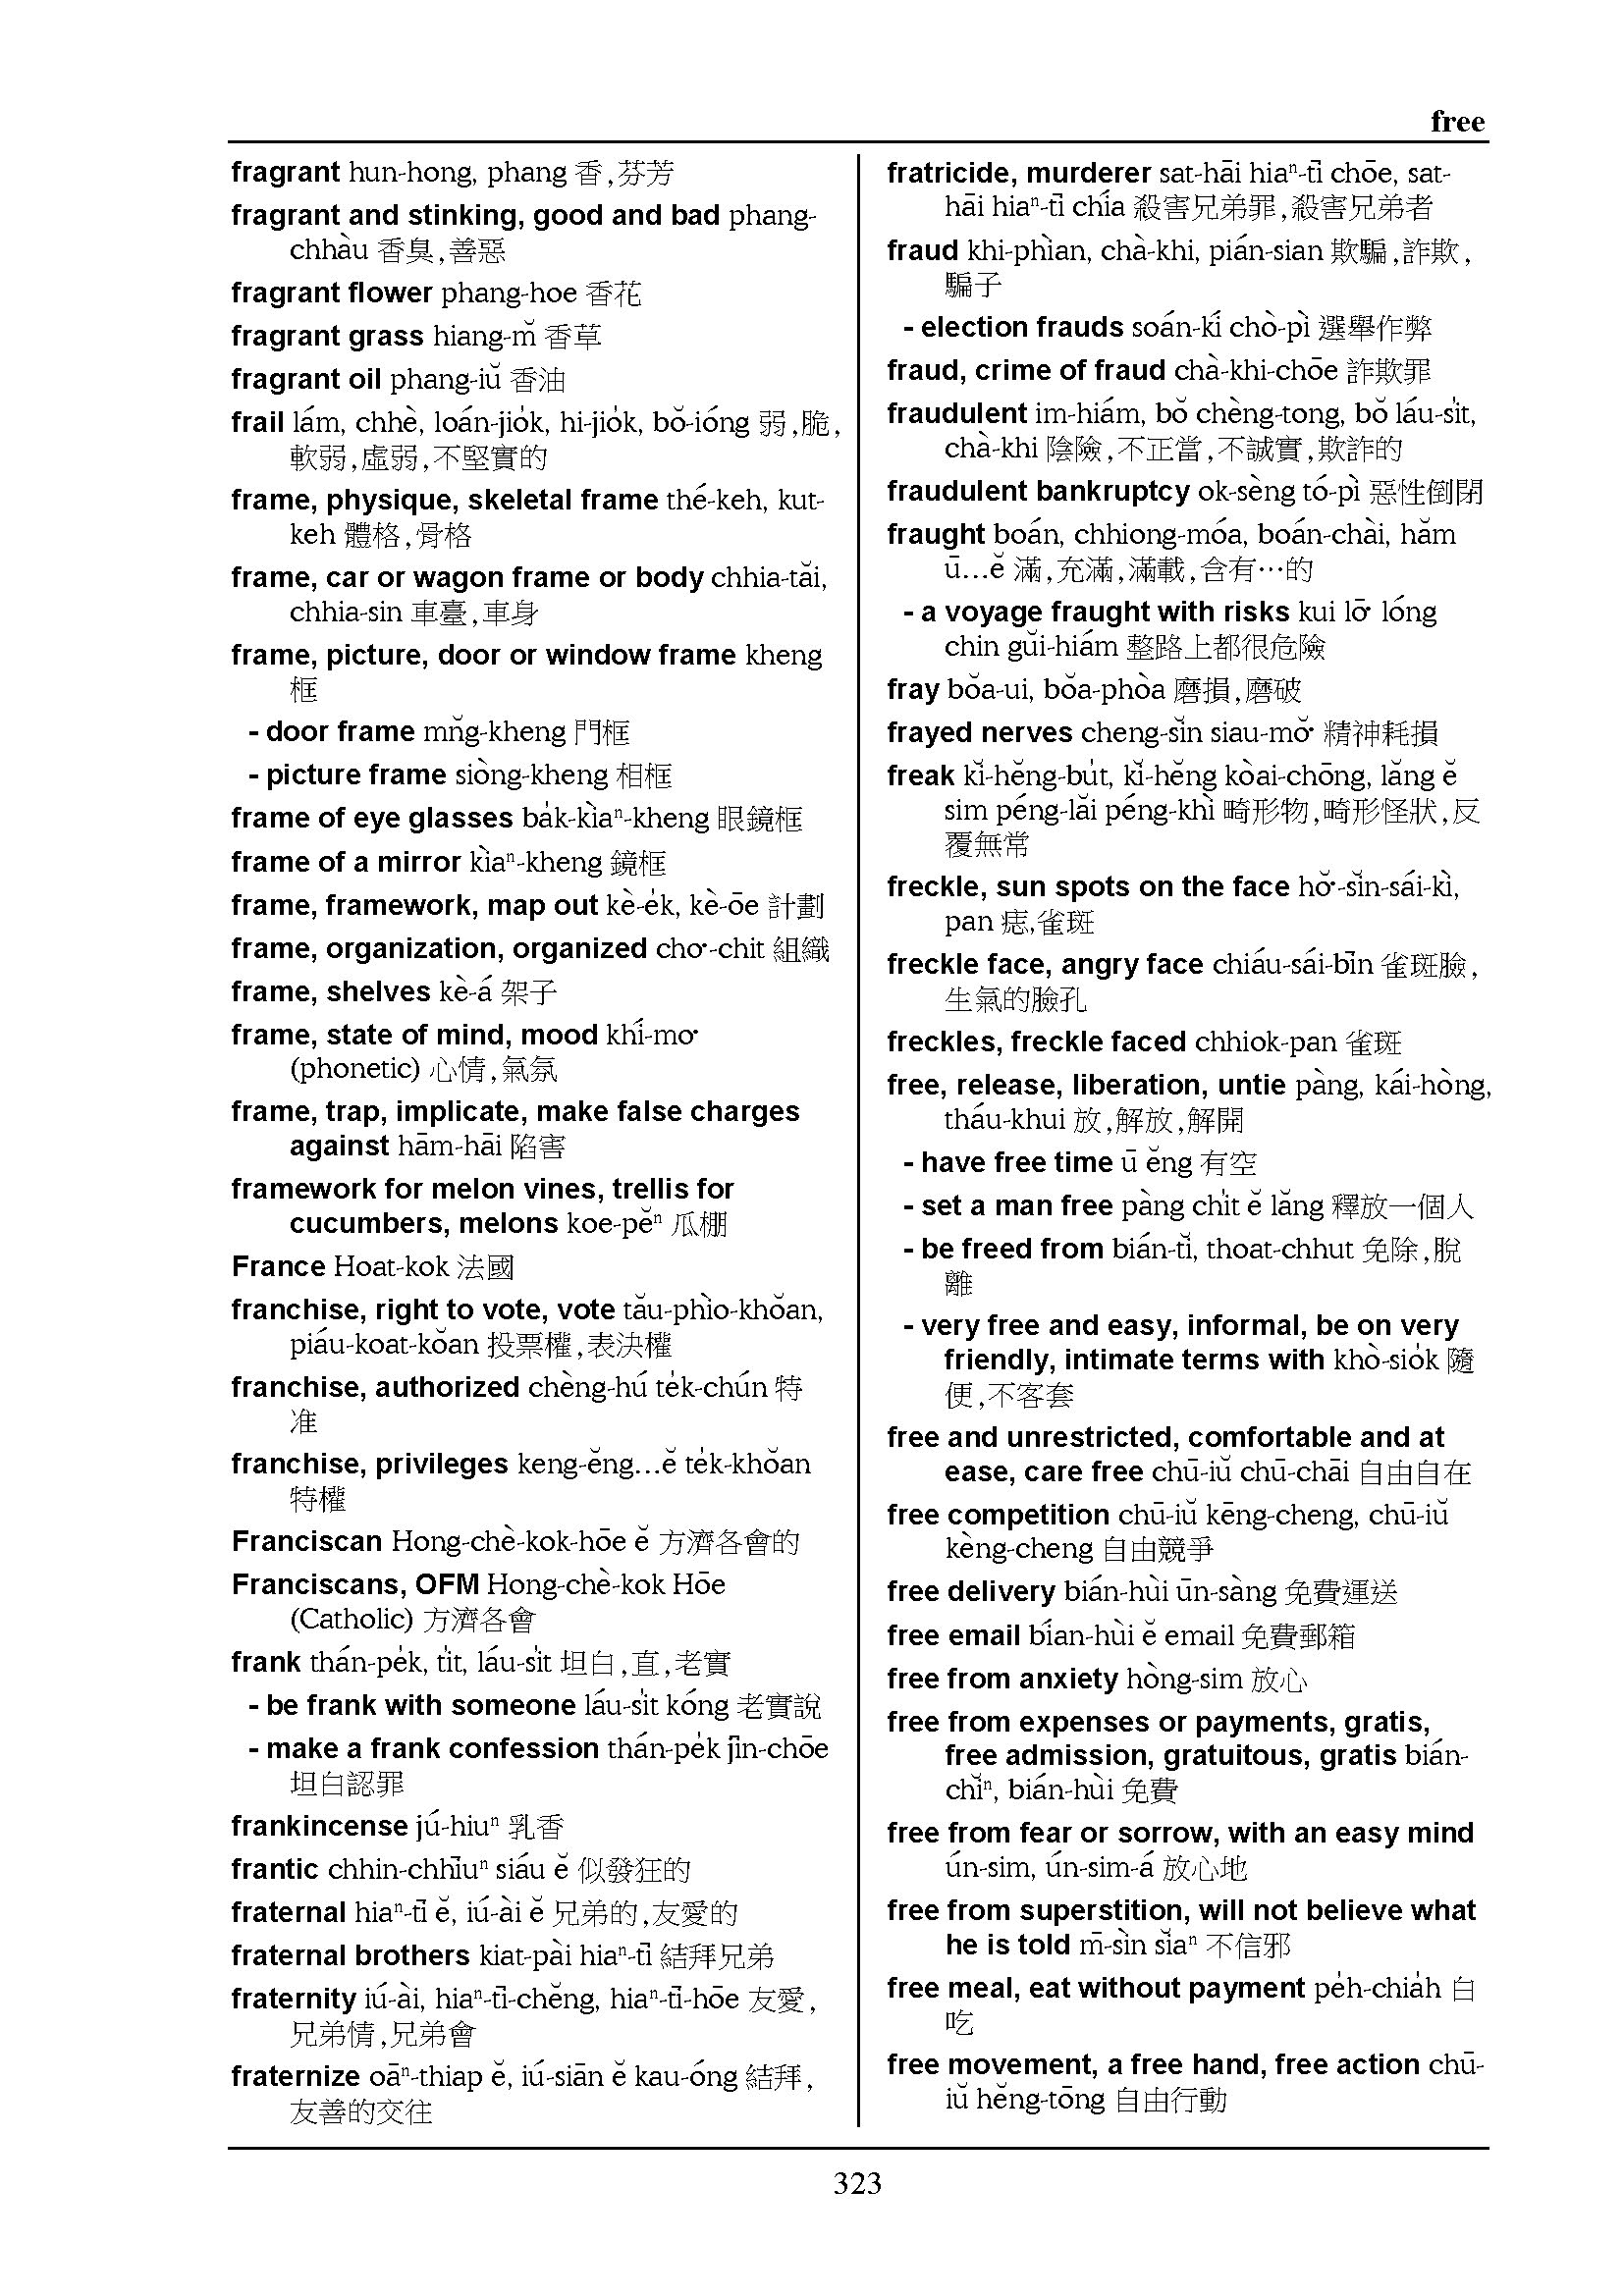 free
fragrant hun-hong, phang 香,芬芳
fragrant and stinking, good and bad phang-
chhàu 香臭,善惡
fragrant flower phang-hoe 香花
fragrant grass hiang-m̆ 香草
fragrant oil phang-iŭ 香油
frail lám, chhè, loán-jio̍k, hi-jio̍k, bŏ-ióng 弱,脆,
軟弱,虛弱,不堅實的
frame, physique, skeletal frame thé-keh, kut-
keh 體格,骨格
frame, car or wagon frame or body chhia-tăi,
chhia-sin 車臺,車身
frame, picture, door or window frame kheng
框
- door frame mn̆g-kheng 門框
- picture frame siòng-kheng 相框
frame of eye glasses ba̍k-kìaⁿ-kheng 眼鏡框
frame of a mirror kìaⁿ-kheng 鏡框
frame, framework, map out kè-e̍k, kè-ōe 計劃
frame, organization, organized cho͘-chit 組織
frame, shelves kè-á 架子
frame, state of mind, mood khí-mo͘
(phonetic) 心情,氣氛
frame, trap, implicate, make false charges
against hām-hāi 陷害
framework for melon vines, trellis for
cucumbers, melons koe-pĕⁿ 瓜棚
France Hoat-kok 法國
franchise, right to vote, vote tău-phìo-khŏan,
piáu-koat-kŏan 投票權,表決權
franchise, authorized chèng-hú te̍k-chún 特
准
franchise, privileges keng-ĕng…ĕ te̍k-khŏan
特權
Franciscan Hong-chè-kok-hōe ĕ 方濟各會的
Franciscans, OFM Hong-chè-kok Hōe
(Catholic) 方濟各會
frank thán-pe̍k, ti̍t, láu-si̍t 坦白,直,老實
- be frank with someone láu-si̍t kóng 老實說
- make a frank confession thán-pe̍k jīn-chōe
坦白認罪
frankincense jú-hiuⁿ 乳香
frantic chhin-chhīuⁿ siáu ĕ 似發狂的
fraternal hiaⁿ-tī ĕ, iú-ài ĕ 兄弟的,友愛的
fraternal brothers kiat-pài hiaⁿ-tī 結拜兄弟
fraternity iú-ài, hiaⁿ-tī-chĕng, hiaⁿ-tī-hōe 友愛,
兄弟情,兄弟會
fraternize oāⁿ-thiap ĕ, iú-siān ĕ kau-óng 結拜,
友善的交往
fratricide, murderer sat-hāi hiaⁿ-tī chōe, sat-
hāi hiaⁿ-tī chía 殺害兄弟罪,殺害兄弟者
fraud khi-phìan, chà-khi, pián-sian 欺騙,詐欺,
騙子
- election frauds soán-kí chò-pì 選舉作弊
fraud, crime of fraud chà-khi-chōe 詐欺罪
fraudulent im-hiám, bŏ chèng-tong, bŏ láu-si̍t,
chà-khi 陰險,不正當,不誠實,欺詐的
fraudulent bankruptcy ok-sèng tó-pì 惡性倒閉
fraught boán, chhiong-móa, boán-chài, hăm
ū…ĕ 滿,充滿,滿載,含有…的
- a voyage fraught with risks kui lō͘ lóng
chin gŭi-hiám 整路上都很危險
fray bŏa-ui, bŏa-phòa 磨損,磨破
frayed nerves cheng-sĭn siau-mŏ͘ 精神耗損
freak kĭ-hĕng-bu̍t, kĭ-hĕng kòai-chōng, lăng ĕ
sim péng-lăi péng-khì 畸形物,畸形怪狀,反
覆無常
freckle, sun spots on the face hŏ͘-sĭn-sái-kì,
pan 痣,雀斑
freckle face, angry face chiáu-sái-bīn 雀斑臉,
生氣的臉孔
freckles, freckle faced chhiok-pan 雀斑
free, release, liberation, untie pàng, kái-hòng,
tháu-khui 放,解放,解開
- have free time ū ĕng 有空
- set a man free pàng chi̍t ĕ lăng 釋放一個人
- be freed from bián-tĭ, thoat-chhut 免除,脫
離
- very free and easy, informal, be on very
friendly, intimate terms with khò-sio̍k 隨
便,不客套
free and unrestricted, comfortable and at
ease, care free chū-iŭ chū-chāi 自由自在
free competition chū-iŭ kēng-cheng, chū-iŭ
kèng-cheng 自由競爭
free delivery bián-hùi ūn-sàng 免費運送
free email bían-hùi ĕ email 免費郵箱
free from anxiety hòng-sim 放心
free from expenses or payments, gratis,
free admission, gratuitous, gratis bián-
chĭⁿ, bián-hùi 免費
free from fear or sorrow, with an easy mind
ún-sim, ún-sim-á 放心地
free from superstition, will not believe what
he is told m̄-sìn sĭaⁿ 不信邪
free meal, eat without payment pe̍h-chia̍h 白
吃
free movement, a free hand, free action chū-
iŭ hĕng-tōng 自由行動
323